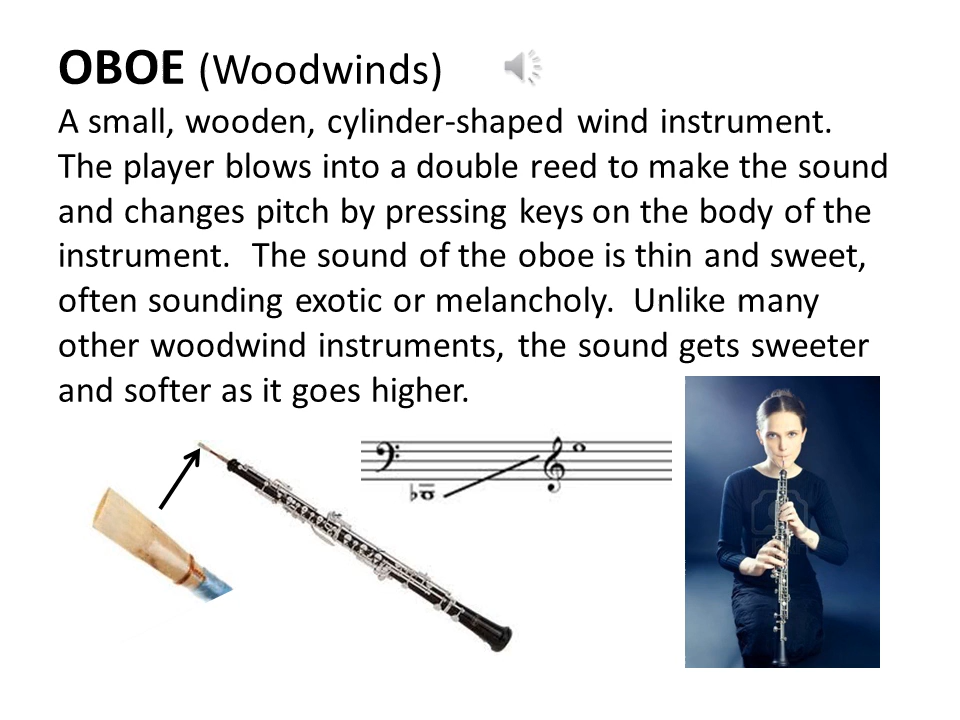 OBOE (Woodwinds)
A small, wooden, cylinder-shaped wind instrument.
The player blows into a double reed to make the sound
and changes pitch by pressing keys on the body of the
instrument.  The sound of the oboe is thin and sweet,
often sounding exotic or melancholy.  Unlike many
other woodwind instruments, the sound gets sweeter
and softer as it goes higher.